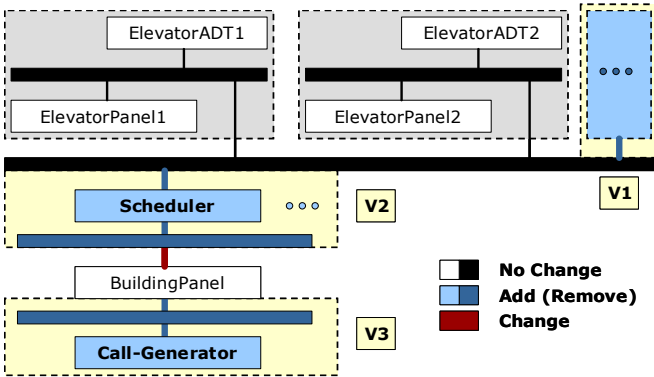 ElevatorADT1
ElevatorADT2
ElevatorPanel1
ElevatorPanel2
V1
Scheduler
V2
BuildingPanel
No Change
Add (Remove)
Change
V3
Call-Generator